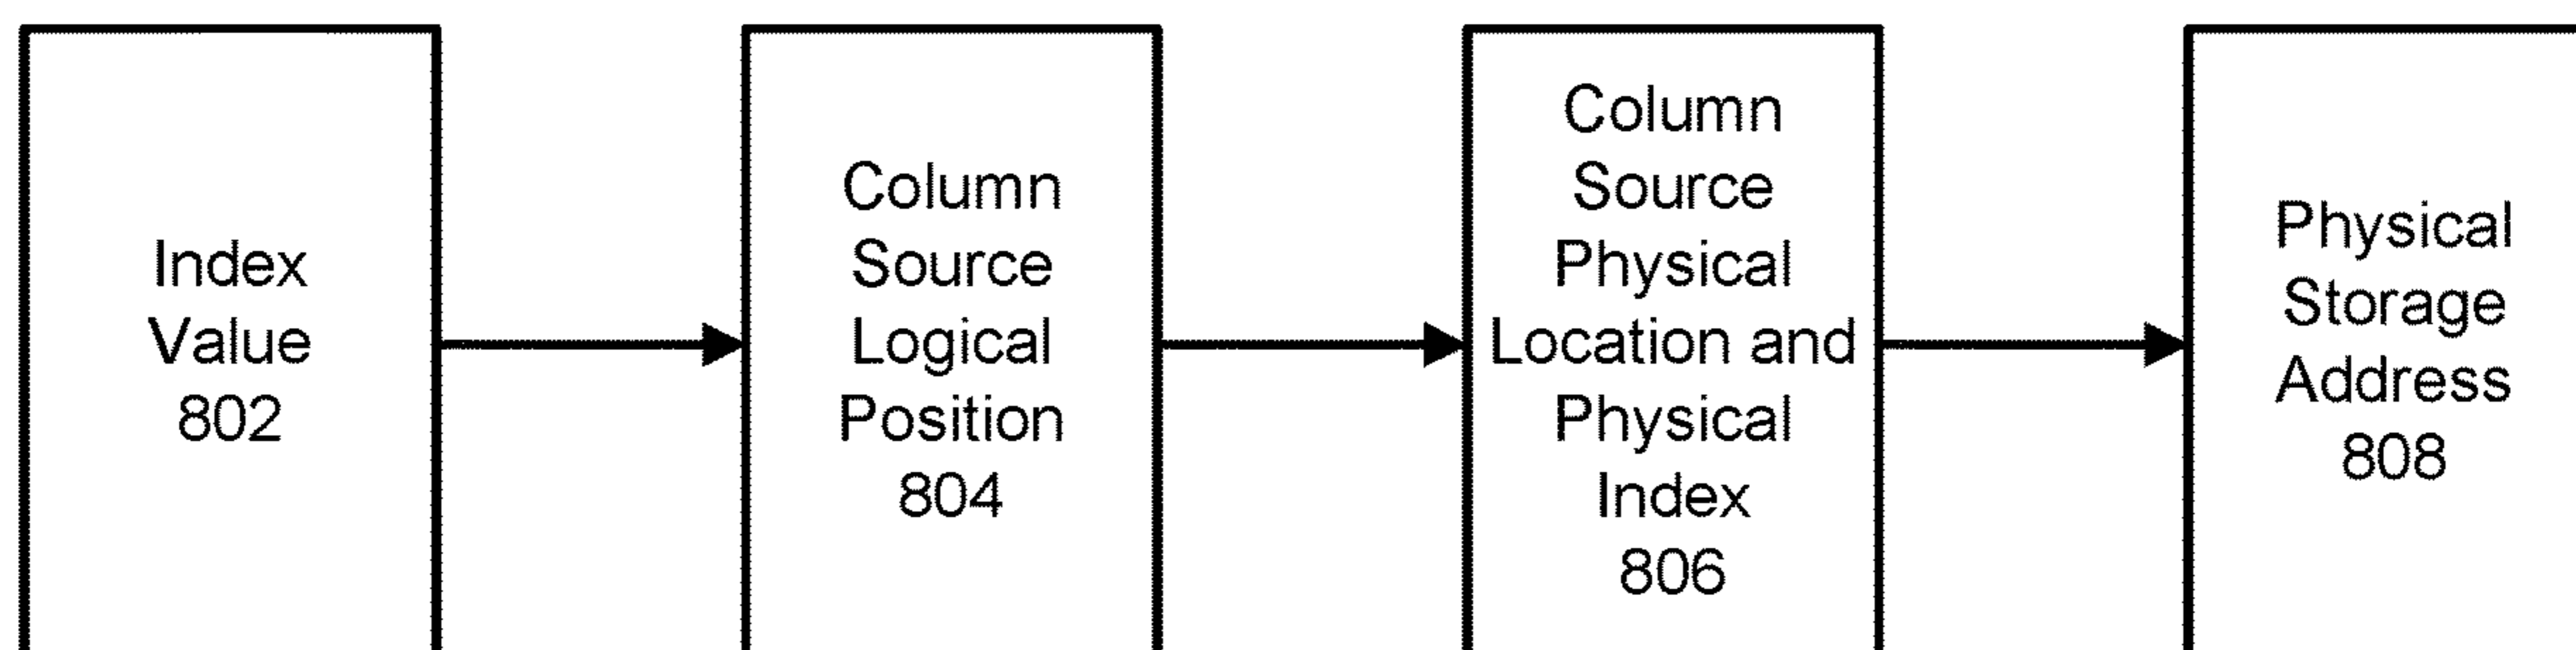 Index
Value
802
Column
Source
Logical
Position
804
Column
Source
Physical
Location and
Physical
Index
806
Physical
Storage
Address
808